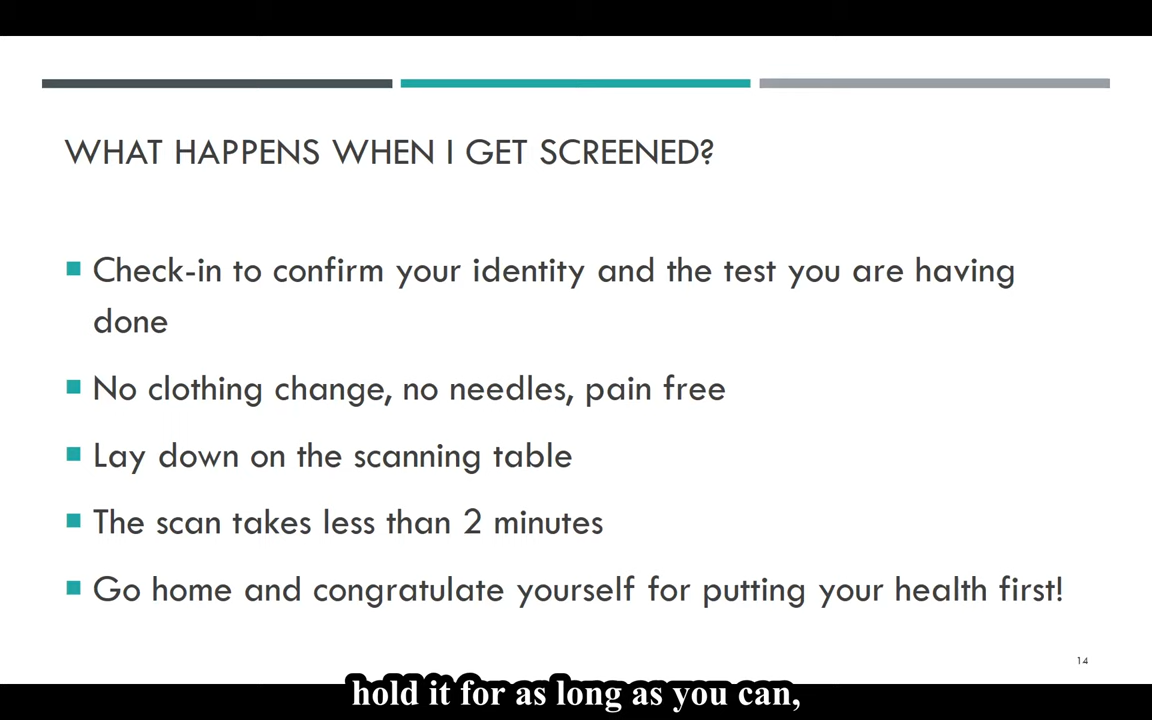 WHAT HAPPENS WHEN I GET SCREENED?
Check-in to confirm your identity and the test you are having
done
No clothing change, no needles, pain free
Lay down on the scanning table
The scan takes less than 2 minutes
Go home and congratulate yourself for putting your health first!
14
hold it for as long as you can,